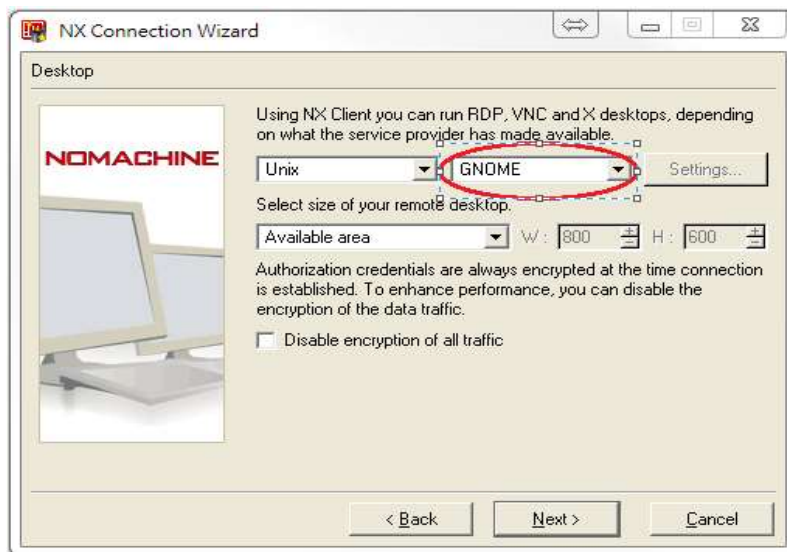 NX Connection Wizard
Desktop
Using NX Client you can run RDP, VNC and X desktops, depending
on what the service provider has made available.
NOMACHINE
Unix GNOME Settings...
Select size of your remote desktop.
Available area W : 800 H : 600
Authorization credentials are always encrypted at the time connection
is established. To enhance performance, you can disable the
encryption of the data traffic.
Disable encryption of all traffic
< Back Next > Cancel